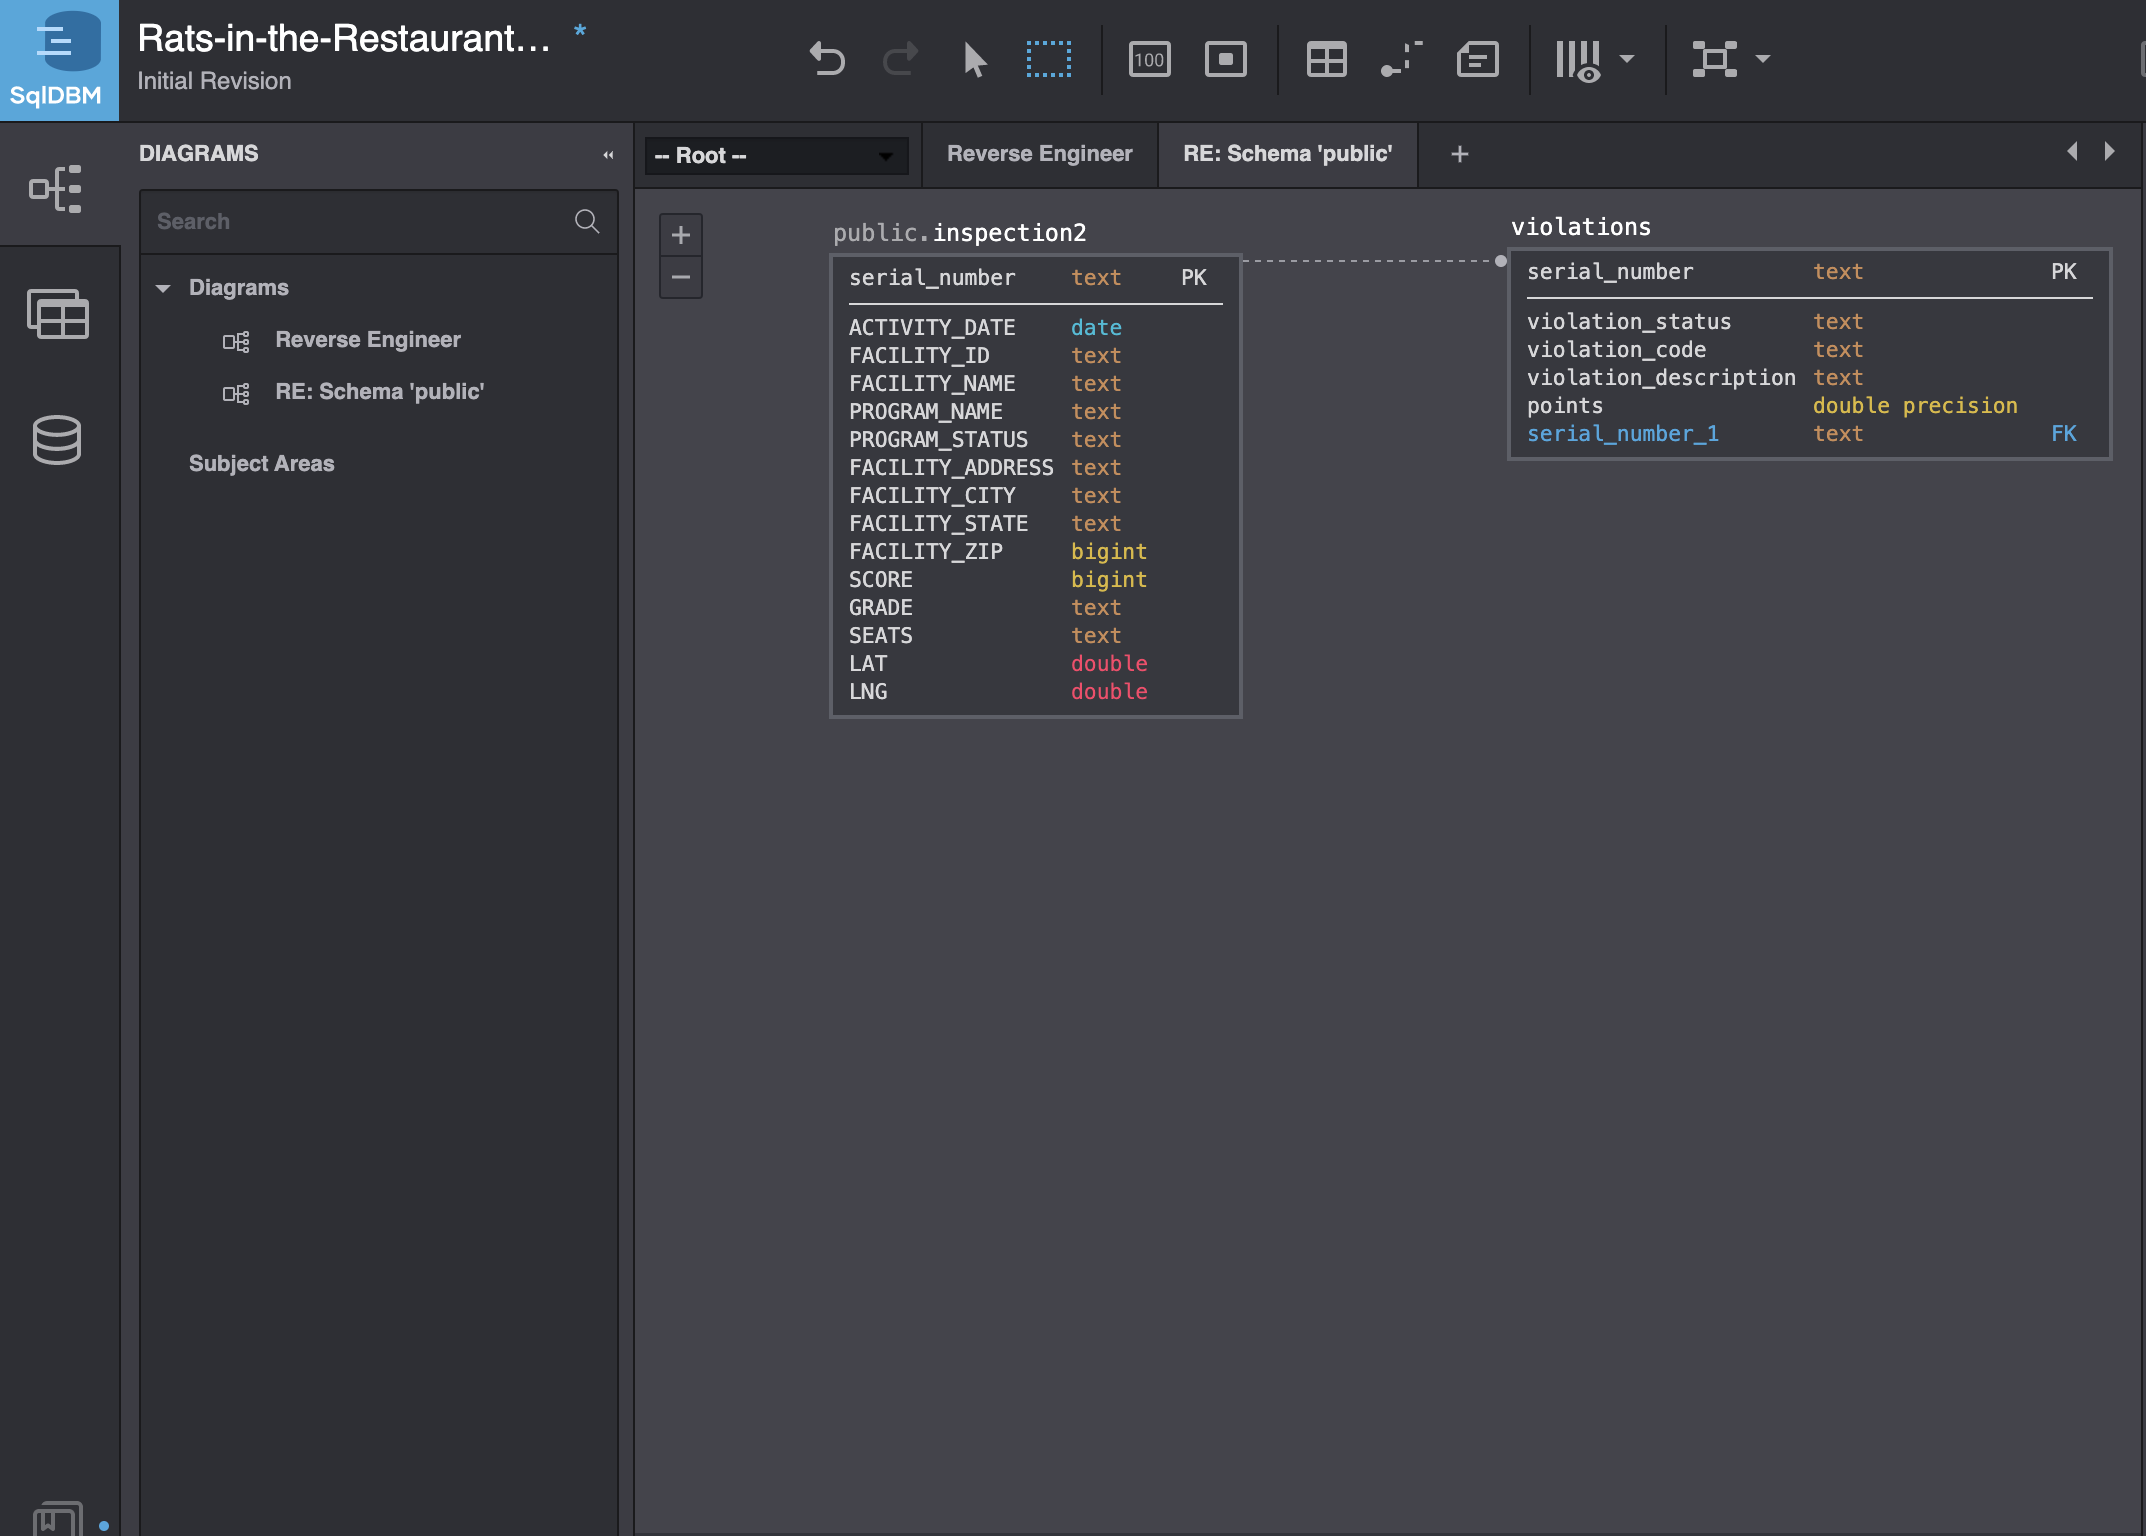 SqlDBM
Rats-in-the-Restaurant... *
Initial Revision
100
DIAGRAMS
Search
Diagrams
Reverse Engineer
RE: Schema 'public'
Subject Areas
-- Root --
Reverse Engineer
RE: Schema 'public'
+
+
−
public.inspection2
serial_number text PK
ACTIVITY_DATE date
FACILITY_ID text
FACILITY_NAME text
PROGRAM_NAME text
PROGRAM_STATUS text
FACILITY_ADDRESS text
FACILITY_CITY text
FACILITY_STATE text
FACILITY_ZIP bigint
SCORE bigint
GRADE text
SEATS text
LAT double
LNG double
violations
serial_number text PK
violation_status text
violation_code text
violation_description text
points double precision
serial_number_1 text FK